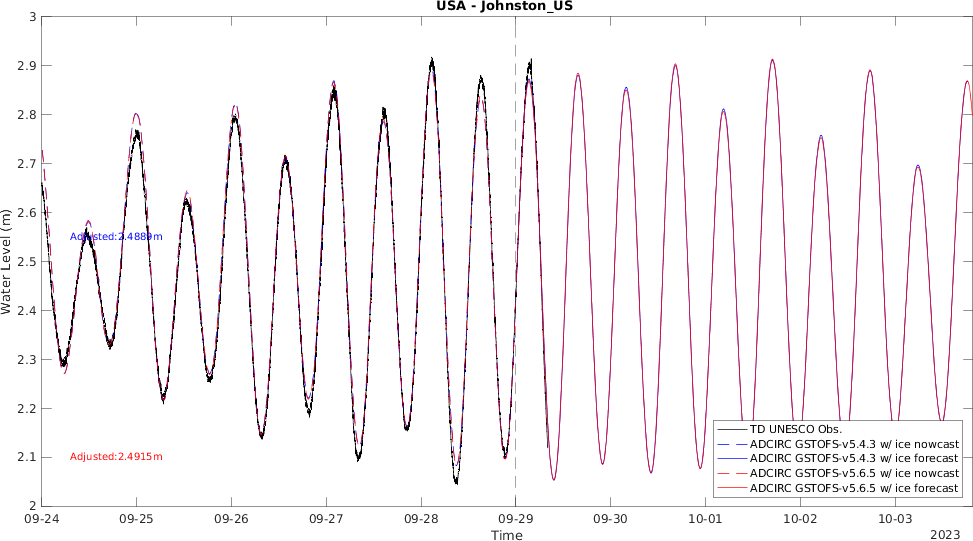 USA - Johnston_US
3
2.9
2.8
2.7
2.6
2.5
2.4
2.3
2.2
2.1
2
Water Level (m)
Adjusted:2.4889m
Adjusted:2.4915m
TD UNESCO Obs.
ADCIRC GSTOFS-v5.4.3 w/ ice nowcast
ADCIRC GSTOFS-v5.4.3 w/ ice forecast
ADCIRC GSTOFS-v5.6.5 w/ ice nowcast
ADCIRC GSTOFS-v5.6.5 w/ ice forecast
09-24 09-25 09-26 09-27 09-28 09-29 09-30 10-01 10-02 10-03
Time
2023